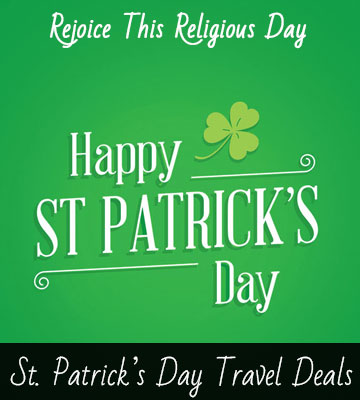 Rejoice This Religious Day
Happy
ST PATRICK'S
Day
St. Patrick's Day Travel Deals